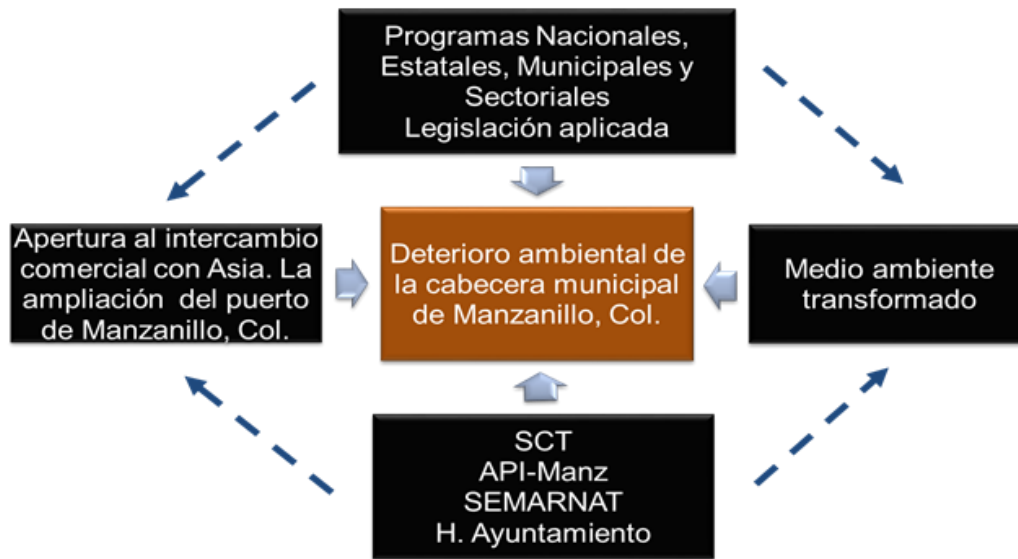 Programas Nacionales,
Estatales, Municipales y
Sectoriales
Legislación aplicada
Apertura al intercambio
comercial con Asia. La
ampliación del puerto
de Manzanillo, Col.
Deterioro ambiental de
la cabecera municipal
de Manzanillo, Col.
Medio ambiente
transformado
SCT
API-Manz
SEMARNAT
H. Ayuntamiento